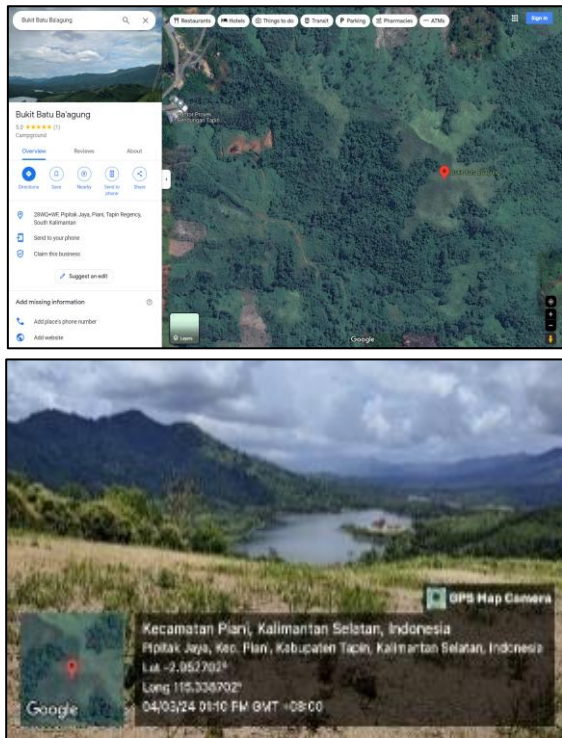 Bukit Batu Ba'agung
Restaurants
Hotels
Things to do
Transit
Parking
Pharmacies
ATMs
Sign in
Bukit Batu Ba'agung
5,0 ★★★★★ (1)
Campground
Overview
Reviews
About
Directions
Save
Nearby
Send to phone
Share
Pipitak Jaya, Piani, Tapin Regency,
South Kalimantan
Send to your phone
Claim this business
Suggest an edit
Add missing information
Add place's phone number
Add website
Layers
Google
GPS Map Camera
Kecamatan Piani, Kalimantan Selatan, Indonesia
Pipitak Jaya, Kec. Piani, Kabupaten Tapin, Kalimantan Selatan, Indonesia
Lat -2.952702°
Long 115.338702°
04/03/24 01:10 PM GMT +08:00
Google